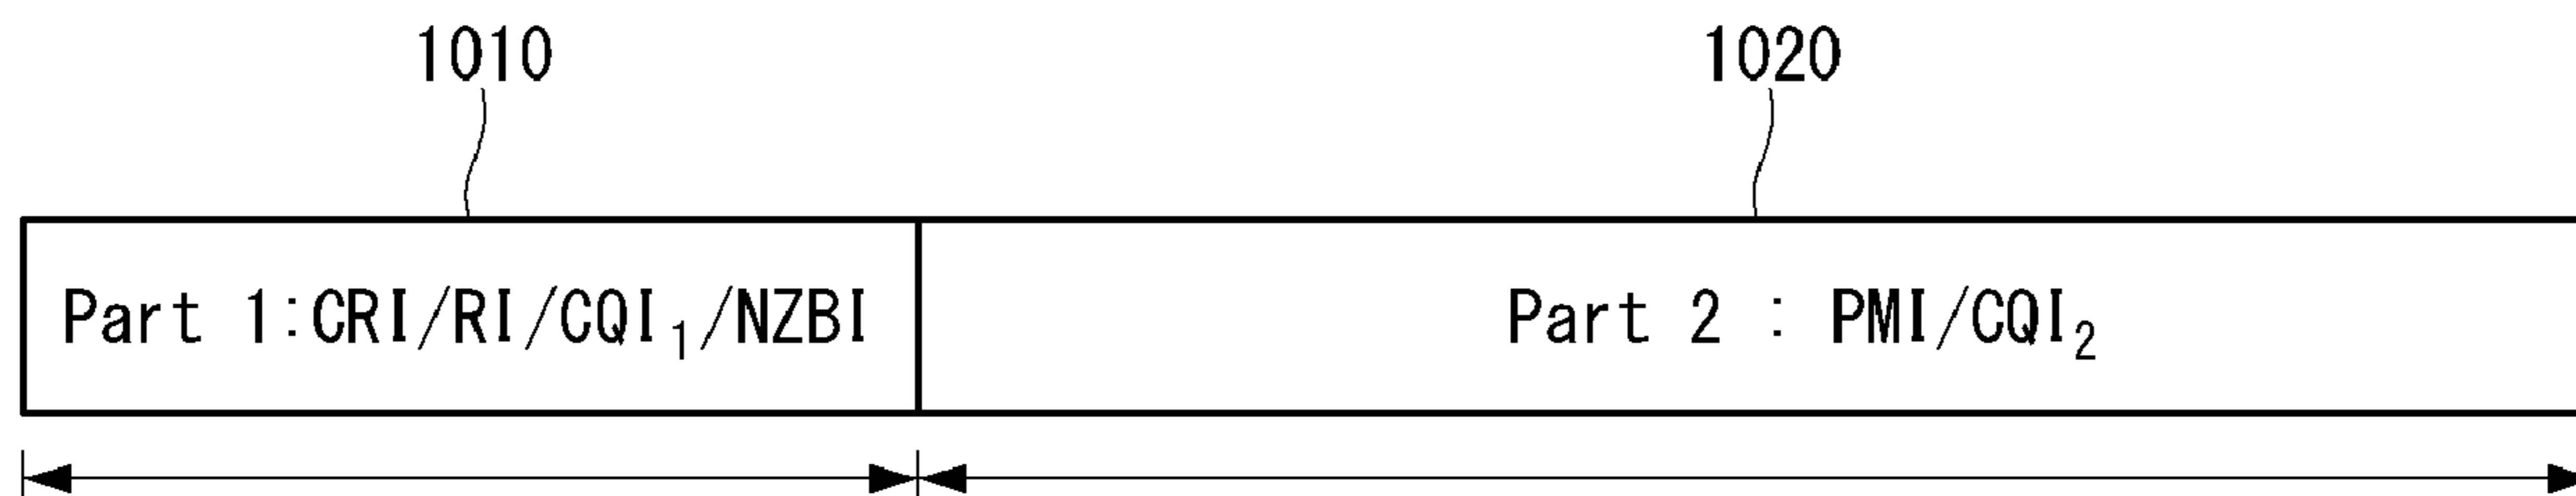 1010 1020
Part 1:CRI/RI/CQI₁/NZBI Part 2 : PMI/CQI₂